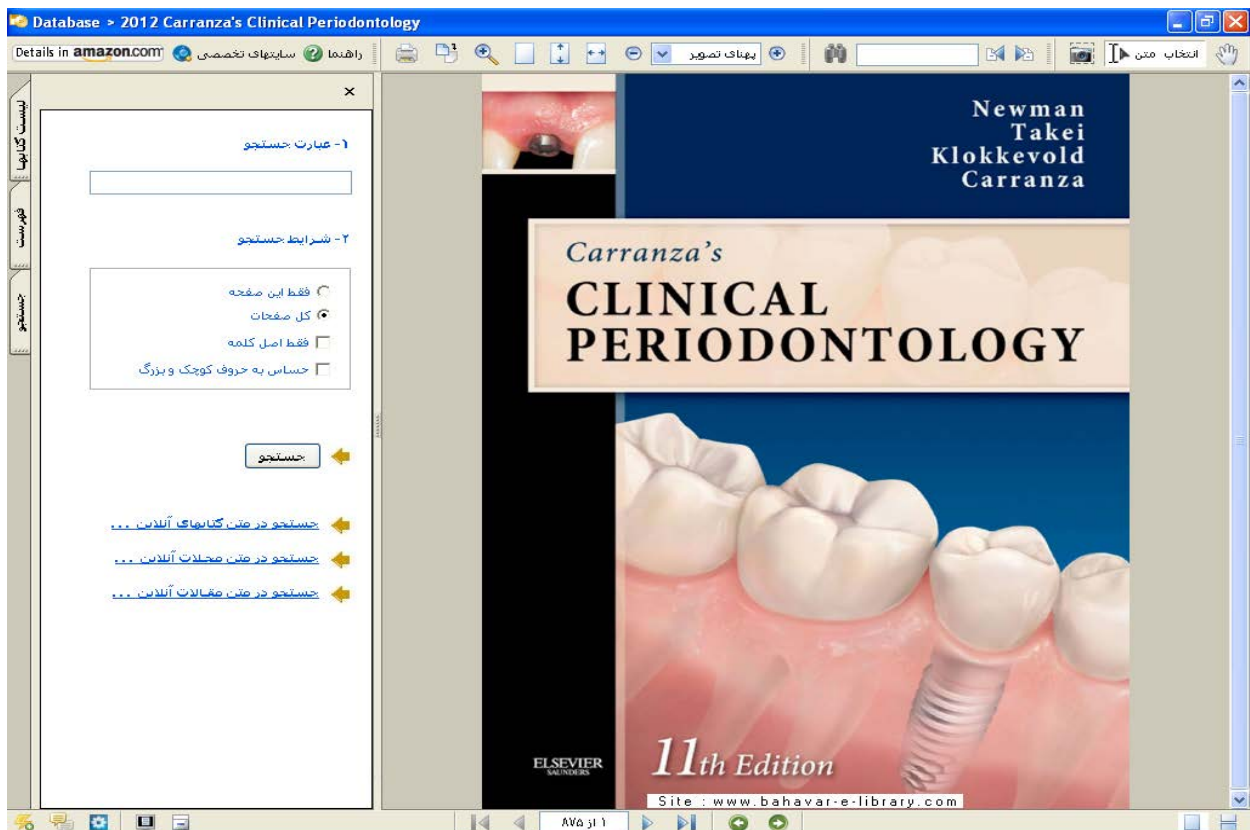 Database > 2012 Carranza's Clinical Periodontology
Details in amazon.com سایتهای تخصصی راهنما پهنای تصویر انتخاب متن
لیست کتابها
فهرست
جستجو
۱- عبارت جستجو
۲- شرایط جستجو
فقط این صفحه
کل صفحات
فقط اصل کلمه
حساس به حروف کوچک و بزرگ
جستجو
جستجو در متن کتابهای آنلاین ...
جستجو در متن مجلات آنلاین ...
جستجو در متن مقالات آنلاین ...
Newman
Takei
Klokkevold
Carranza
Carranza's
CLINICAL
PERIODONTOLOGY
11th Edition
ELSEVIER
SAUNDERS
Site : www.bahavar-e-library.com
۱ از ۸۷۵